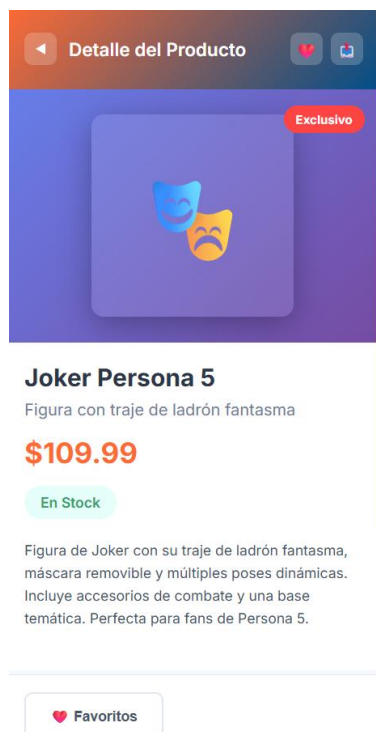 Detalle del Producto
Exclusivo
Joker Persona 5
Figura con traje de ladrón fantasma
$109.99
En Stock
Figura de Joker con su traje de ladrón fantasma,
máscara removible y múltiples poses dinámicas.
Incluye accesorios de combate y una base
temática. Perfecta para fans de Persona 5.
Favoritos